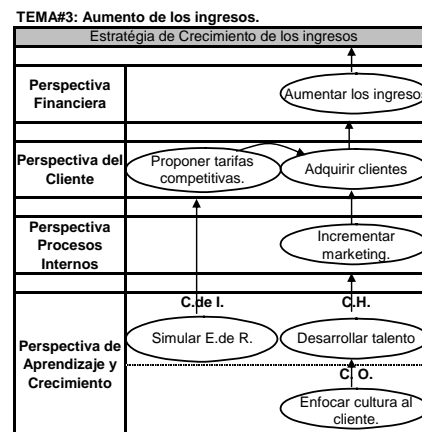 TEMA#3: Aumento de los ingresos.
Estratégia de Crecimiento de los ingresos
Perspectiva
Financiera
Aumentar los ingresos
Perspectiva del
Cliente
Proponer tarifas
competitivas.
Adquirir clientes
Perspectiva
Procesos
Internos
Incrementar
marketing.
Perspectiva de
Aprendizaje y
Crecimiento
C.de I.
C.H.
Simular E.de R.
Desarrollar talento
C. O.
Enfocar cultura al
cliente.